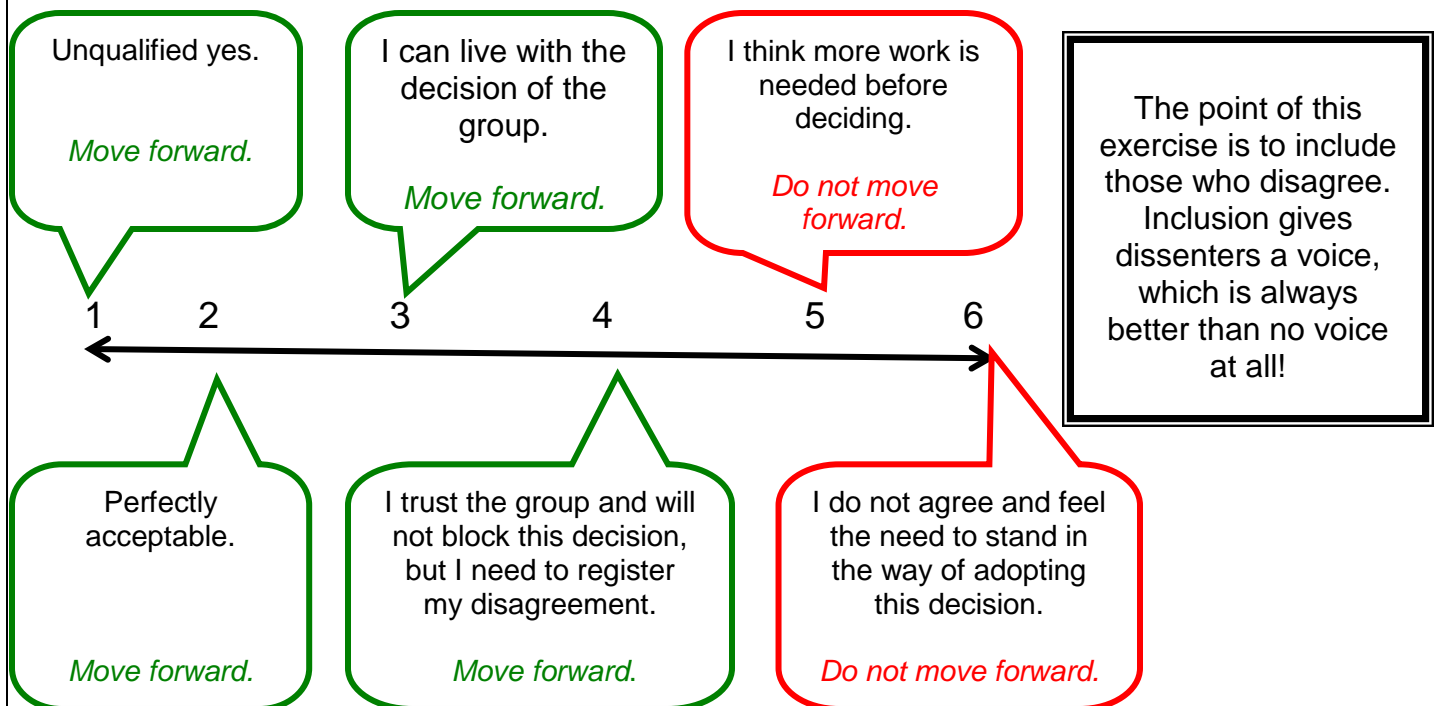 Unqualified yes.
Move forward.
I can live with the
decision of the
group.
Move forward.
I think more work is
needed before
deciding.
Do not move
forward.
The point of this
exercise is to include
those who disagree.
Inclusion gives
dissenters a voice,
which is always
better than no voice
at all!
1 2 3 4 5 6
Perfectly
acceptable.
Move forward.
I trust the group and will
not block this decision,
but I need to register
my disagreement.
Move forward.
I do not agree and feel
the need to stand in
the way of adopting
this decision.
Do not move forward.